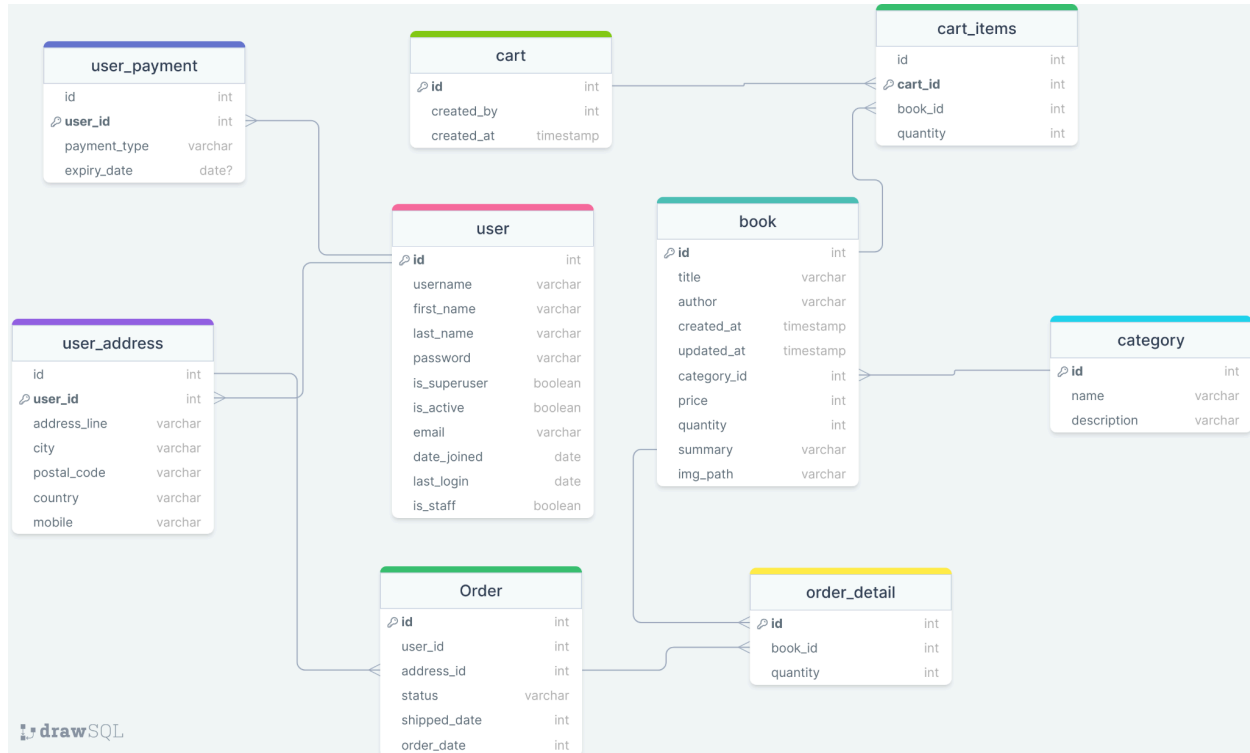 user_payment
id int
user_id int
payment_type varchar
expiry_date date?
cart
id int
created_by int
created_at timestamp
cart_items
id int
cart_id int
book_id int
quantity int
user
id int
username varchar
first_name varchar
last_name varchar
password varchar
is_superuser boolean
is_active boolean
email varchar
date_joined date
last_login date
is_staff boolean
book
id int
title varchar
author varchar
created_at timestamp
updated_at timestamp
category_id int
price int
quantity int
summary varchar
img_path varchar
category
id int
name varchar
description varchar
user_address
id int
user_id int
address_line varchar
city varchar
postal_code varchar
country varchar
mobile varchar
Order
id int
user_id int
address_id int
status varchar
shipped_date int
order_date int
order_detail
id int
book_id int
quantity int
drawSQL